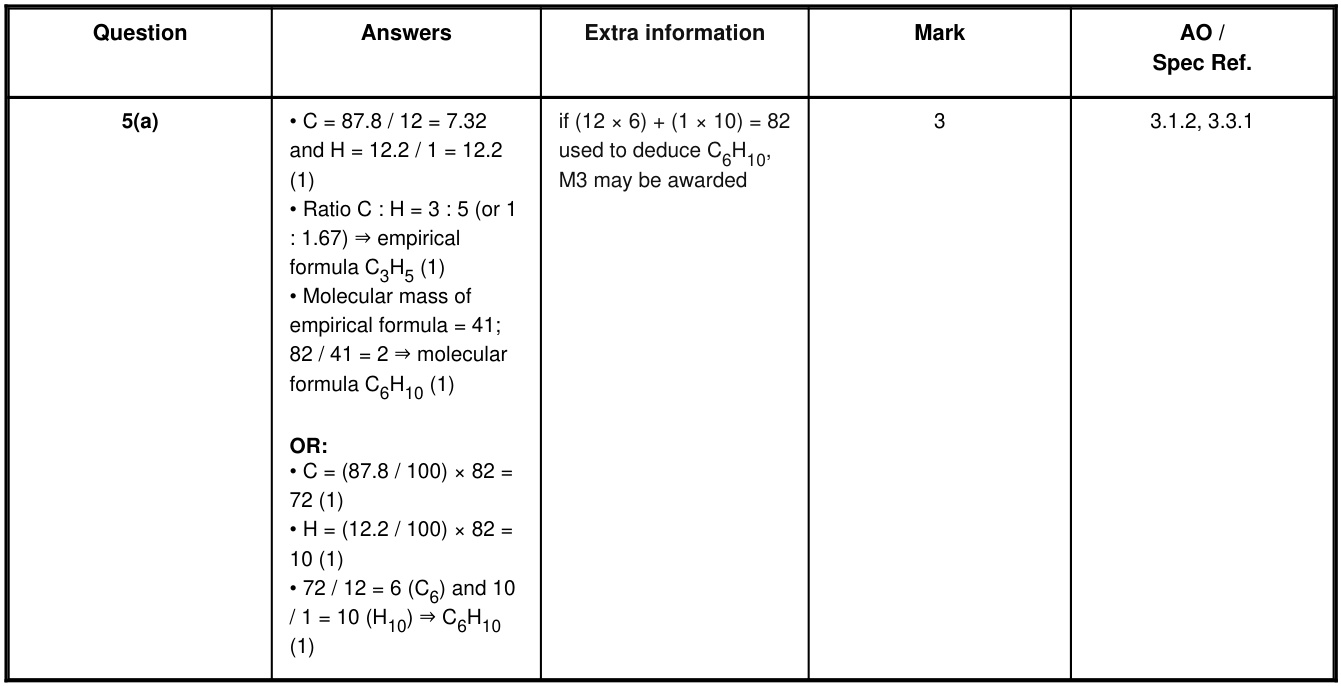 Question Answers Extra information Mark AO /
Spec Ref.
5(a)
• C = 87.8 / 12 = 7.32
and H = 12.2 / 1 = 12.2
(1)
• Ratio C : H = 3 : 5 (or 1
: 1.67) ⇒ empirical
formula C₃H₅ (1)
• Molecular mass of
empirical formula = 41;
82 / 41 = 2 ⇒ molecular
formula C₆H₁₀ (1)
OR:
• C = (87.8 / 100) × 82 =
72 (1)
• H = (12.2 / 100) × 82 =
10 (1)
• 72 / 12 = 6 (C₆) and 10
/ 1 = 10 (H₁₀) ⇒ C₆H₁₀
(1)
if (12 × 6) + (1 × 10) = 82
used to deduce C₆H₁₀,
M3 may be awarded
3
3.1.2, 3.3.1